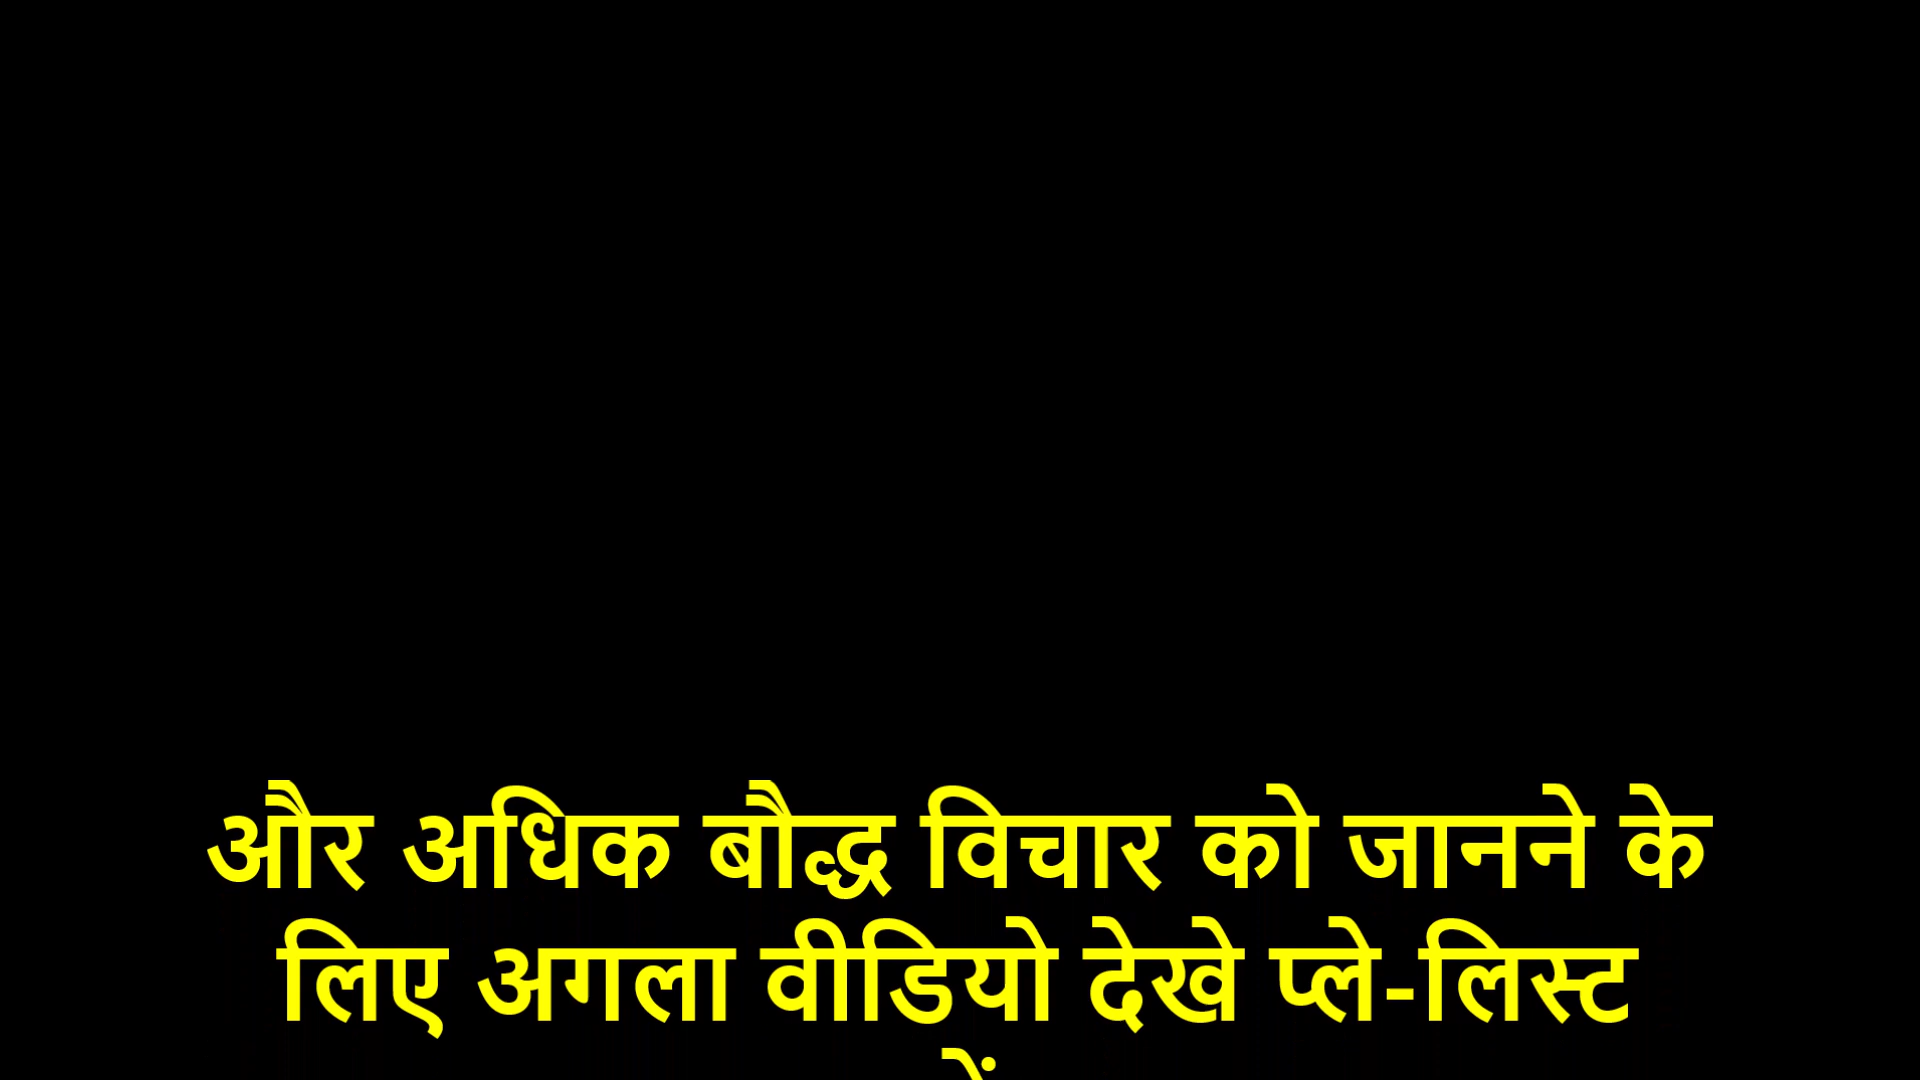 और अधिक बौद्ध विचार को जानने के
लिए अगला वीडियो देखे प्ले-लिस्ट